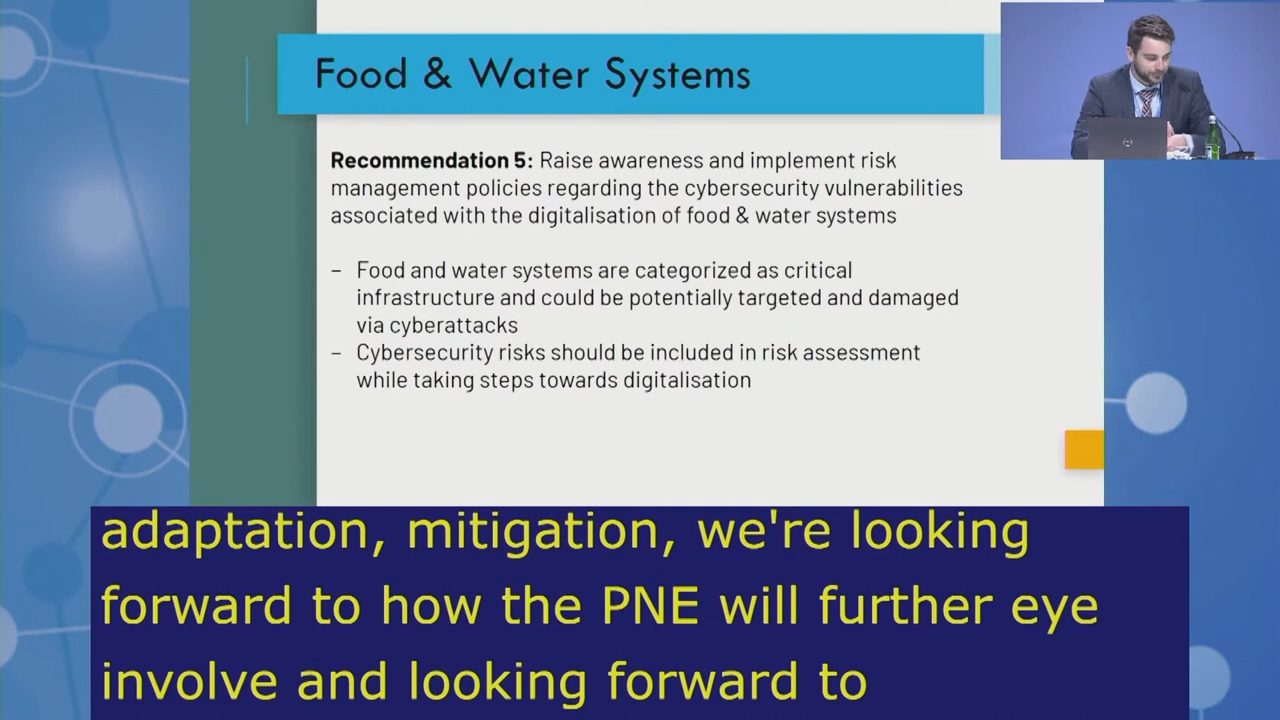 Food & Water Systems
Recommendation 5: Raise awareness and implement risk
management policies regarding the cybersecurity vulnerabilities
associated with the digitalisation of food & water systems
– Food and water systems are categorized as critical
infrastructure and could be potentially targeted and damaged
via cyberattacks
– Cybersecurity risks should be included in risk assessment
while taking steps towards digitalisation
adaptation, mitigation, we're looking
forward to how the PNE will further eye
involve and looking forward to